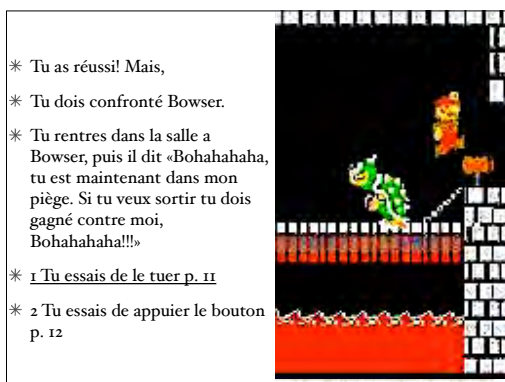 ✳ Tu as réussi! Mais,
✳ Tu dois confronté Bowser.
✳ Tu rentres dans la salle a
Bowser, puis il dit «Bohahahaha,
tu est maintenant dans mon
piège. Si tu veux sortir tu dois
gagné contre moi,
Bohahahaha!!!»
✳ 1 Tu essais de le tuer p. 11
✳ 2 Tu essais de appuier le bouton
p. 12